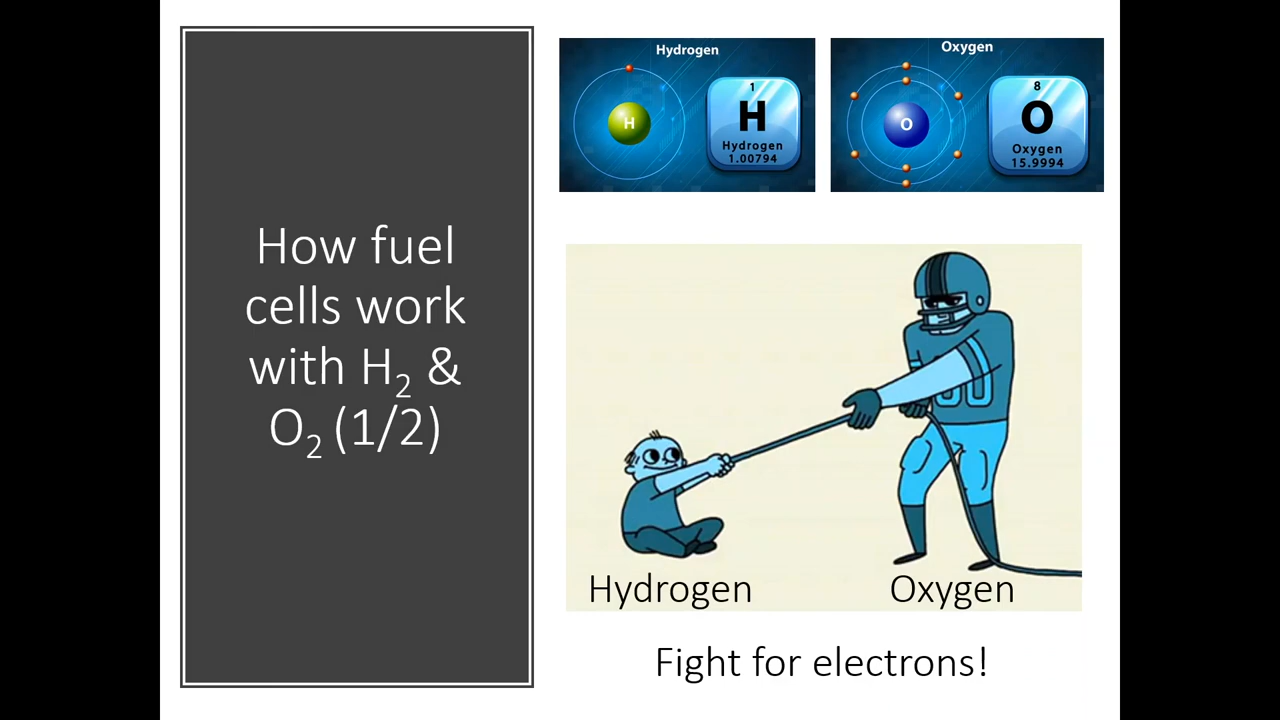 How fuel
cells work
with H₂ &
O₂ (1/2)
Hydrogen
H
1
H
Hydrogen
1.00794
Oxygen
O
8
O
Oxygen
15.9994
Hydrogen
Oxygen
Fight for electrons!